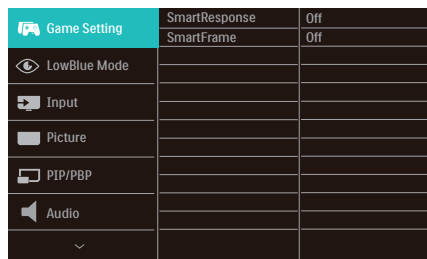 Game Setting
SmartResponse Off
SmartFrame Off
LowBlue Mode
Input
Picture
PIP/PBP
Audio